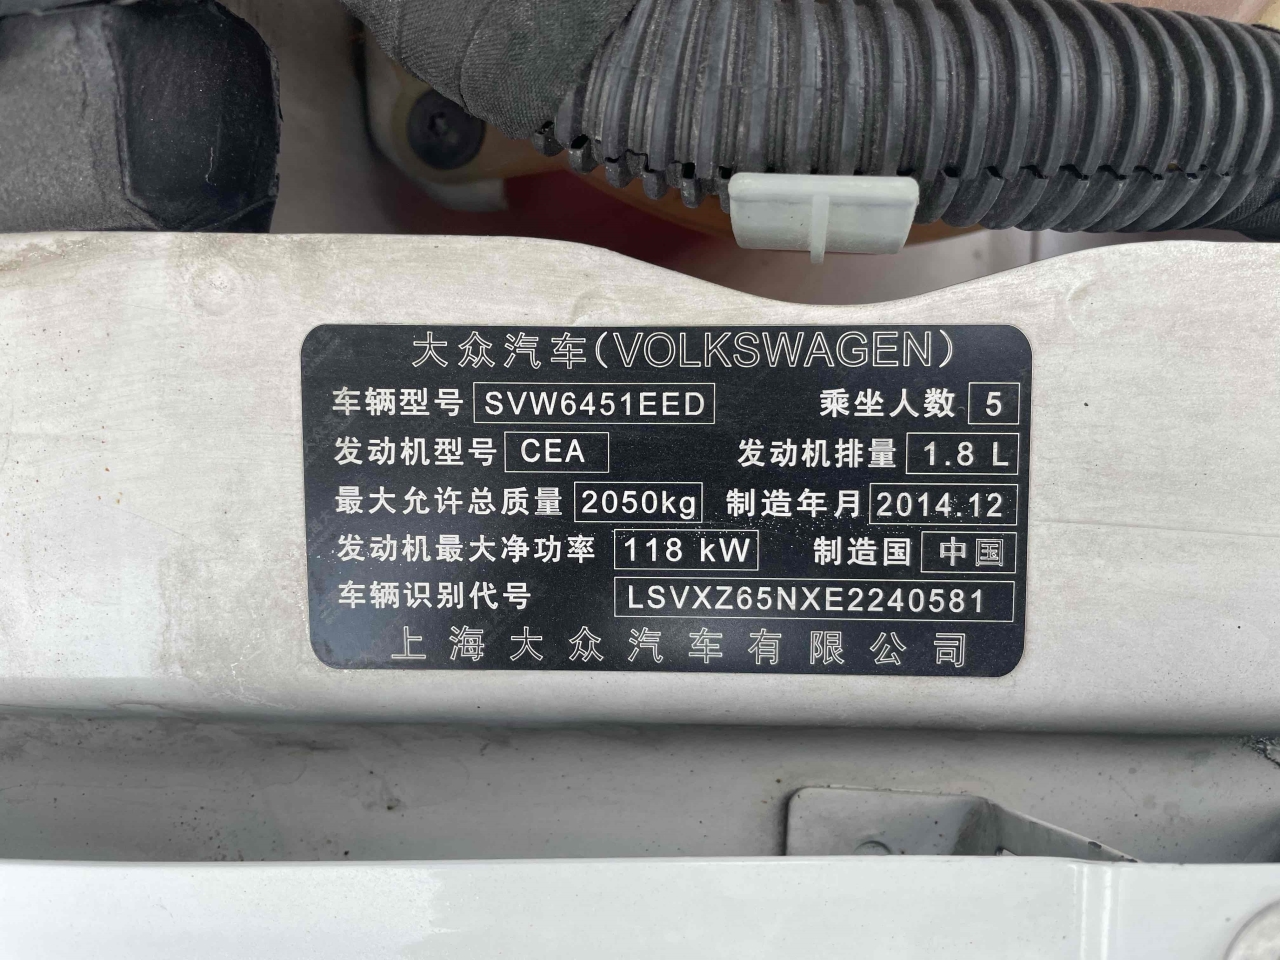 大众汽车(VOLKSWAGEN)
车辆型号 SVW6451EED 乘坐人数 5
发动机型号 CEA 发动机排量 1.8 L
最大允许总质量 2050kg 制造年月 2014.12
发动机最大净功率 118 kW 制造国 中国
车辆识别代号 LSVXZ65NXE2240581
上海大众汽车有限公司